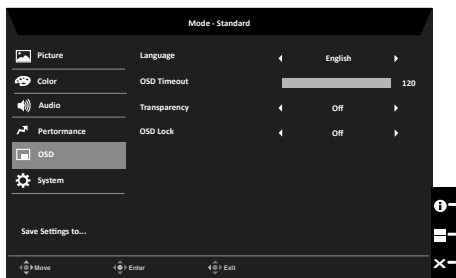 Mode - Standard
Picture
Language
English
Color
OSD Timeout
120
Audio
Transparency
Off
Pertormance
OSD Lock
Off
OSD
System
Save Settings to...
Move
Enter
Exit